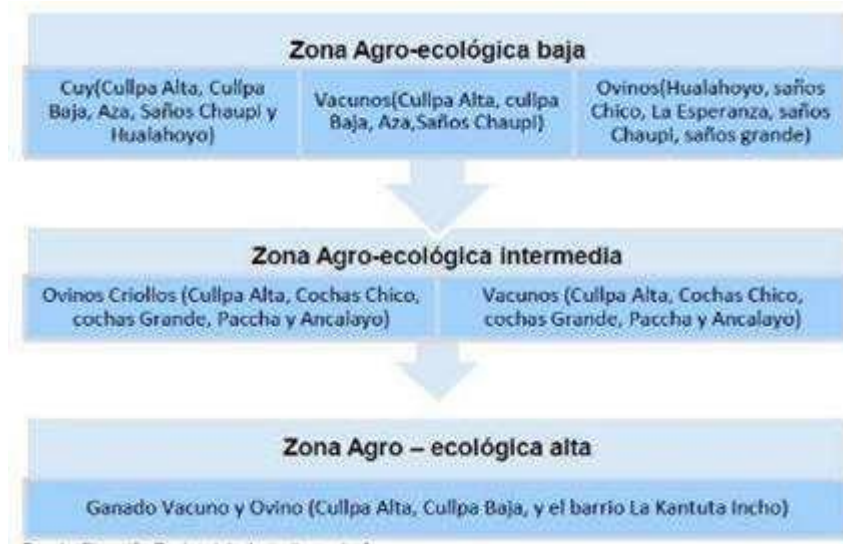 Zona Agro-ecológica baja
Cuy(Cullpa Alta, Cullpa
Baja, Aza, Saños Chaupi y
Hualahoyo)
Vacunos(Cullpa Alta, cullpa
Baja, Aza,Saños Chaupi)
Ovinos(Hualahoyo, saños
Chico, La Esperanza, saños
Chaupi, saños grande)
Zona Agro-ecológica intermedia
Ovinos Criollos (Cullpa Alta, Cochas Chico,
cochas Grande, Paccha y Ancalayo)
Vacunos (Cullpa Alta, Cochas Chico,
cochas Grande, Paccha y Ancalayo)
Zona Agro – ecológica alta
Ganado Vacuno y Ovino (Cullpa Alta, Cullpa Baja, y el barrio La Kantuta Incho)